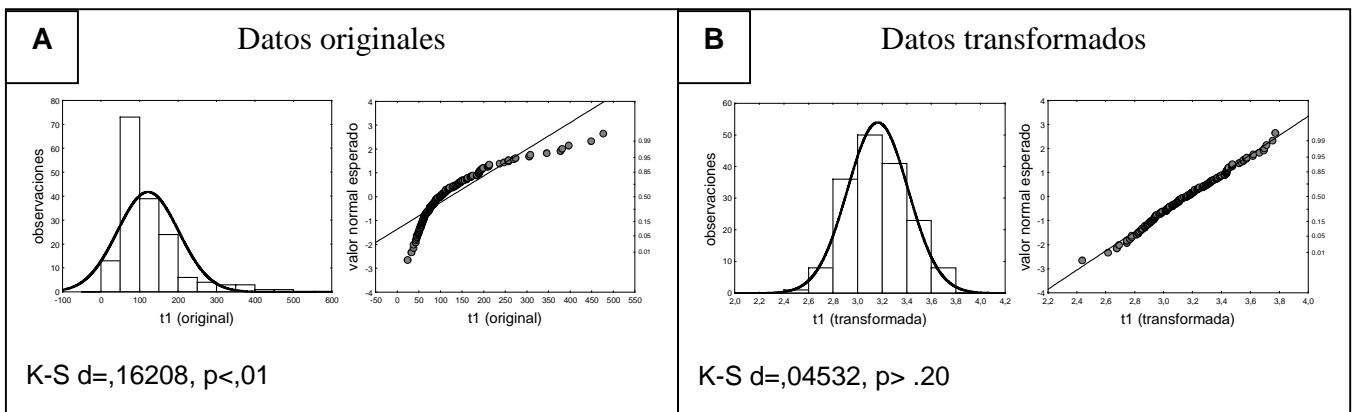 A
Datos originales
80
70
60
50
40
30
20
10
0
observaciones
-100 0 100 200 300 400 500 600
t1 (original)
4
3
2
1
0
-1
-2
-3
-4
valor normal esperado
0.99
0.95
0.85
0.50
0.15
0.05
0.01
-50 0 50 100 150 200 250 300 350 400 450 500 550
t1 (original)
K-S d=,16208, p<,01
B
Datos transformados
60
50
40
30
20
10
0
observaciones
2,0 2,2 2,4 2,6 2,8 3,0 3,2 3,4 3,6 3,8 4,0 4,2
t1 (transformada)
4
3
2
1
0
-1
-2
-3
-4
valor normal esperado
0.99
0.95
0.85
0.50
0.15
0.05
0.01
2,2 2,4 2,6 2,8 3,0 3,2 3,4 3,6 3,8 4,0
t1 (transformada)
K-S d=,04532, p> .20